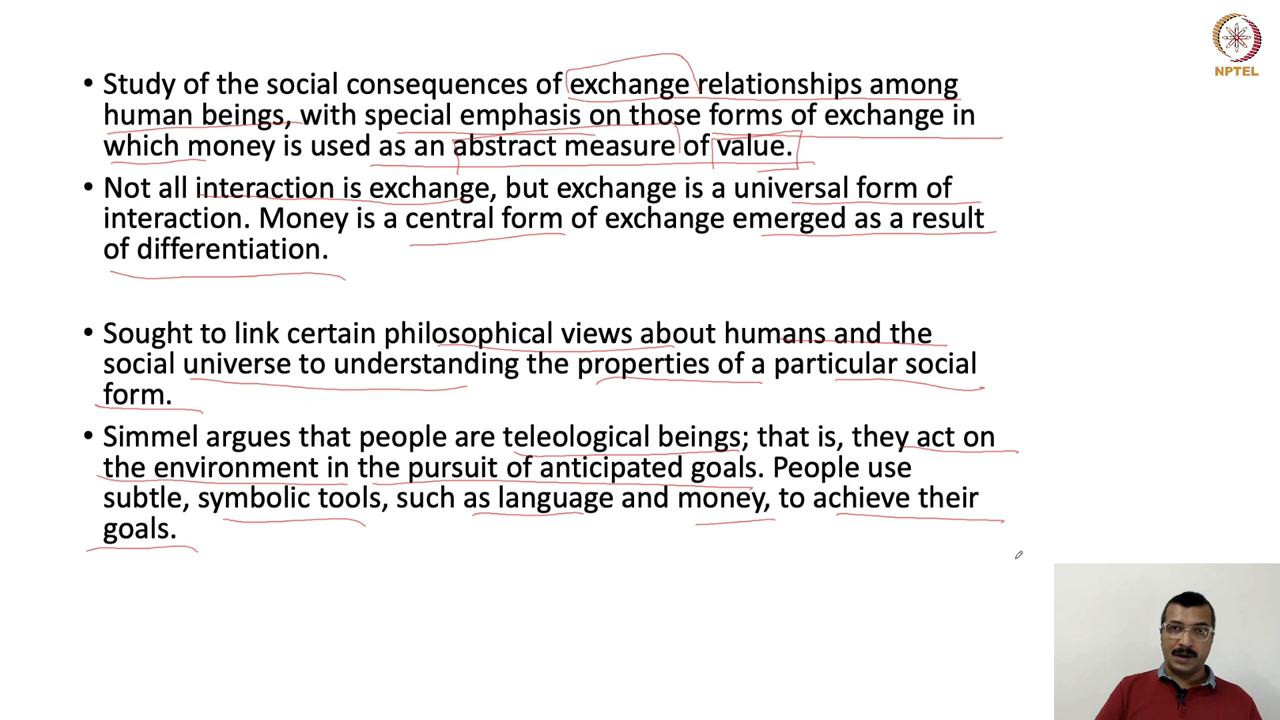 NPTEL
• Study of the social consequences of exchange relationships among
human beings, with special emphasis on those forms of exchange in
which money is used as an abstract measure of value.
• Not all interaction is exchange, but exchange is a universal form of
interaction. Money is a central form of exchange emerged as a result
of differentiation.
• Sought to link certain philosophical views about humans and the
social universe to understanding the properties of a particular social
form.
• Simmel argues that people are teleological beings; that is, they act on
the environment in the pursuit of anticipated goals. People use
subtle, symbolic tools, such as language and money, to achieve their
goals.